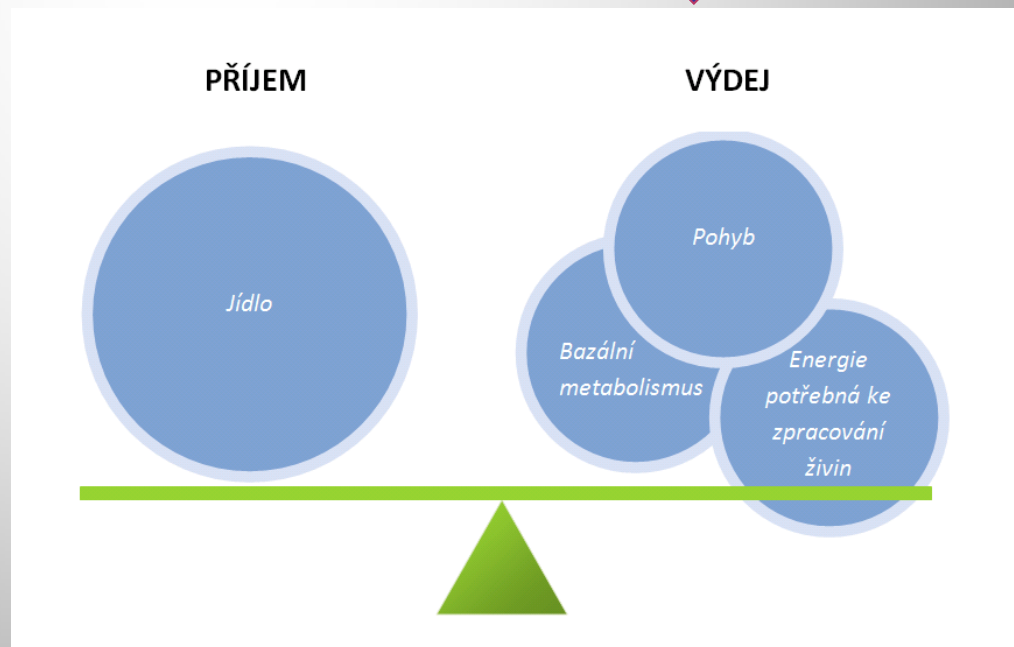 PŘÍJEM
VÝDEJ
Jídlo
Pohyb
Bazální
metabolismus
Energie
potřebná ke
zpracování
živin